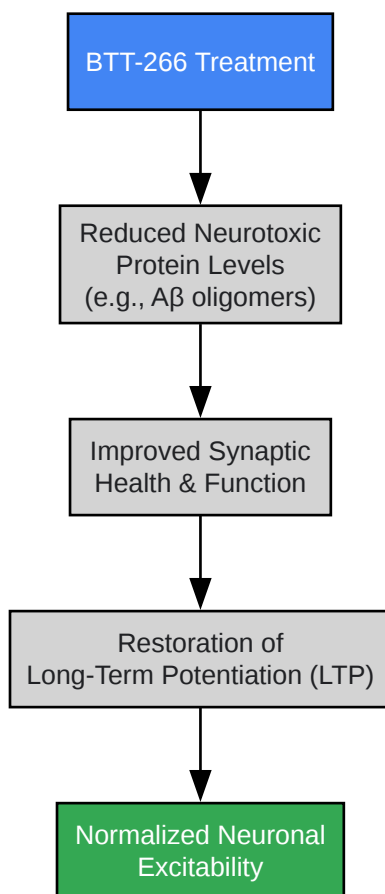 BTT-266 Treatment
Reduced Neurotoxic
Protein Levels
(e.g., Aβ oligomers)
Improved Synaptic
Health & Function
Restoration of
Long-Term Potentiation (LTP)
Normalized Neuronal
Excitability